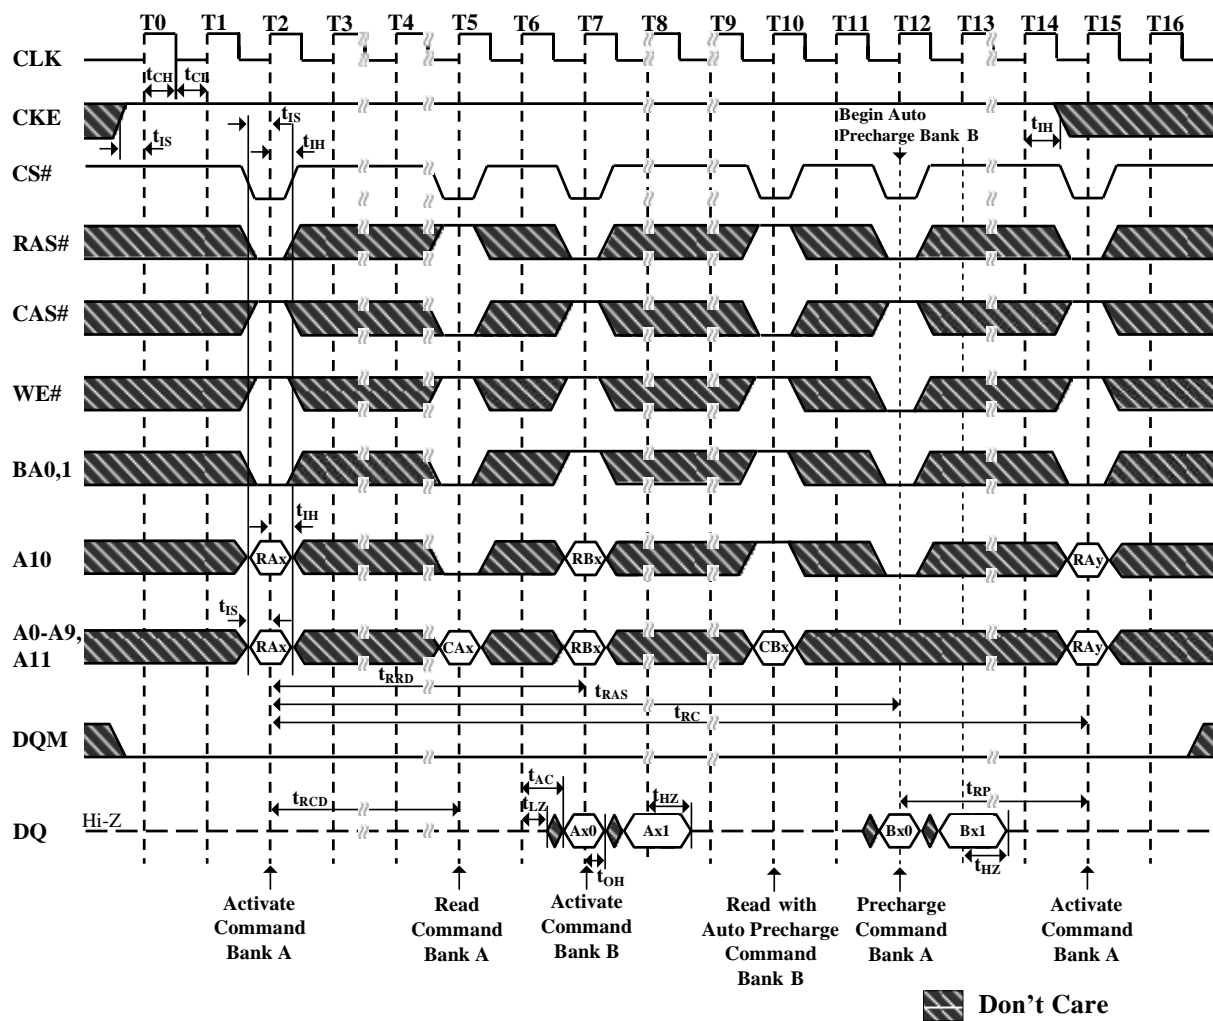 T0 T1 T2 T3 T4 T5 T6 T7 T8 T9 T10 T11 T12 T13 T14 T15 T16
CLK
tCH tCL
CKE
tIS
tIS
tIH
Begin Auto
Precharge Bank B
tIH
CS#
RAS#
CAS#
WE#
BA0,1
tIH
A10
RAx RBx RAy
tIS
A0-A9,
A11
RAx CAx RBx CBx RAy
tRRD
tRAS
tRC
DQM
tRCD
tAC
tLZ
tHZ
tRP
DQ
Hi-Z
Ax0 Ax1 Bx0 Bx1
tOH
tHZ
Activate
Command
Bank A
Read
Command
Bank A
Activate
Command
Bank B
Read with
Auto Precharge
Command
Bank B
Precharge
Command
Bank A
Activate
Command
Bank A
Don't Care